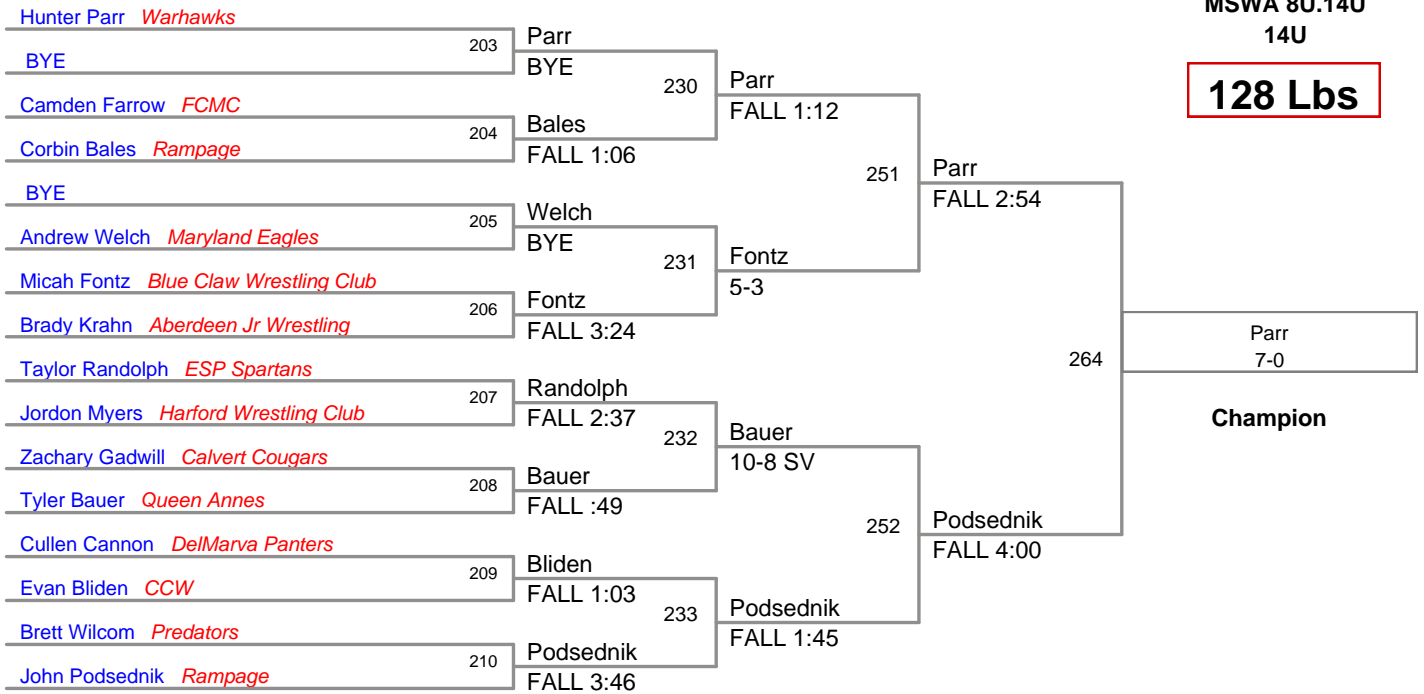 MSWA 8U.14U
14U
128 Lbs
Hunter Parr Warhawks
BYE
Camden Farrow FCMC
Corbin Bales Rampage
BYE
Andrew Welch Maryland Eagles
Micah Fontz Blue Claw Wrestling Club
Brady Krahn Aberdeen Jr Wrestling
Taylor Randolph ESP Spartans
Jordon Myers Harford Wrestling Club
Zachary Gadwill Calvert Cougars
Tyler Bauer Queen Annes
Cullen Cannon DelMarva Panters
Evan Bliden CCW
Brett Wilcom Predators
John Podsednik Rampage
203
Parr
BYE
204
Bales
FALL 1:06
205
Welch
BYE
206
Fontz
FALL 3:24
207
Randolph
FALL 2:37
208
Bauer
FALL :49
209
Bliden
FALL 1:03
210
Podsednik
FALL 3:46
230
Parr
FALL 1:12
231
Fontz
5-3
232
Bauer
10-8 SV
233
Podsednik
FALL 1:45
251
Parr
FALL 2:54
252
Podsednik
FALL 4:00
264
Parr
7-0
Champion